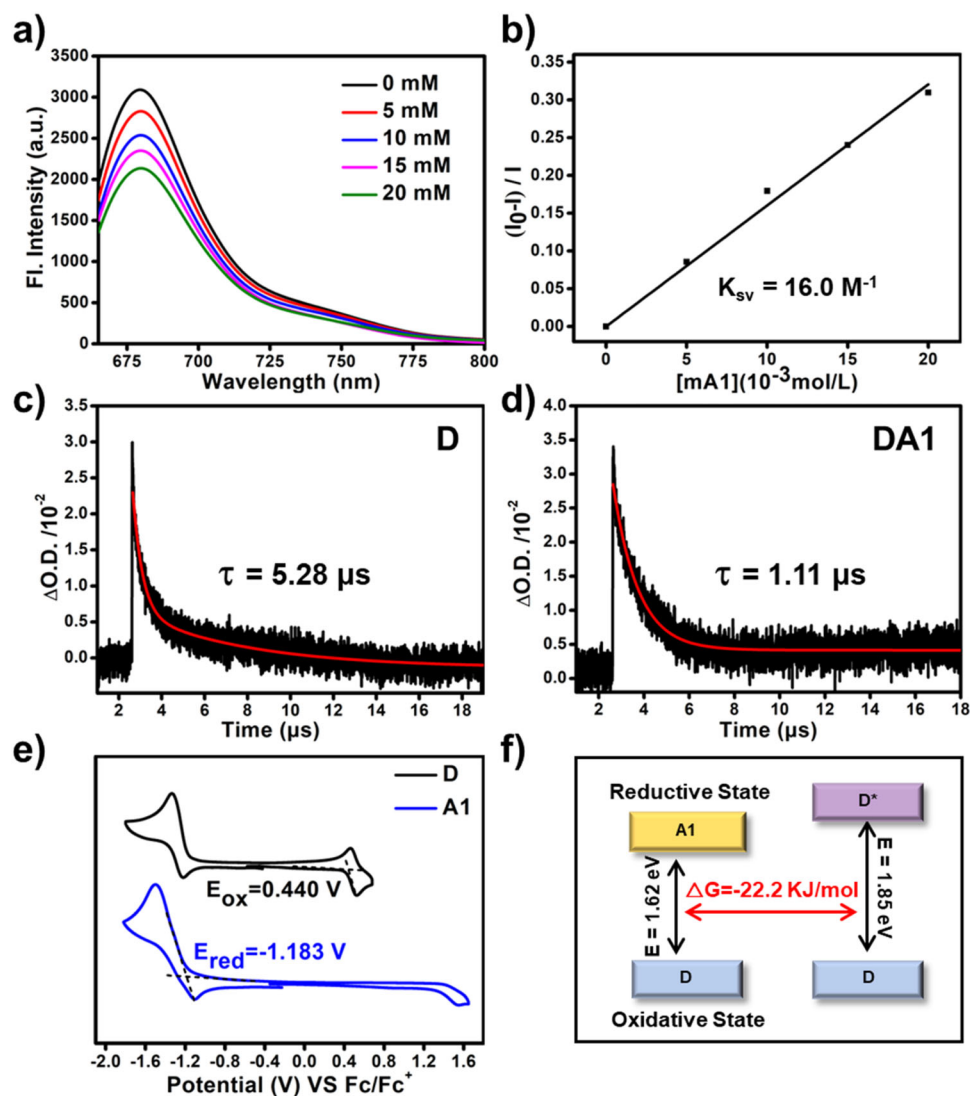 a)
3500
3000
2500
2000
1500
1000
500
0
Fl. Intensity (a.u.)
0 mM
5 mM
10 mM
15 mM
20 mM
675 700 725 750 775 800
Wavelength (nm)
b)
0.35
0.30
0.25
0.20
0.15
0.10
0.05
0.00
(I₀-I) / I
Kₛᵥ = 16.0 M⁻¹
0 5 10 15 20
[mA1](10⁻³mol/L)
c)
3.5
3.0
2.5
2.0
1.5
1.0
0.5
0.0
ΔO.D. /10⁻²
D
τ = 5.28 μs
2 4 6 8 10 12 14 16 18
Time (μs)
d)
4.0
3.5
3.0
2.5
2.0
1.5
1.0
0.5
0.0
ΔO.D. /10⁻²
DA1
τ = 1.11 μs
2 4 6 8 10 12 14 16 18
Time (μs)
e)
D
A1
Eox=0.440 V
Ered=-1.183 V
-2.0 -1.6 -1.2 -0.8 -0.4 0.0 0.4 0.8 1.2 1.6
Potential (V) VS Fc/Fc⁺
f)
Reductive State
A1
D*
E = 1.62 eV
ΔG=-22.2 KJ/mol
E = 1.85 eV
D
D
Oxidative State